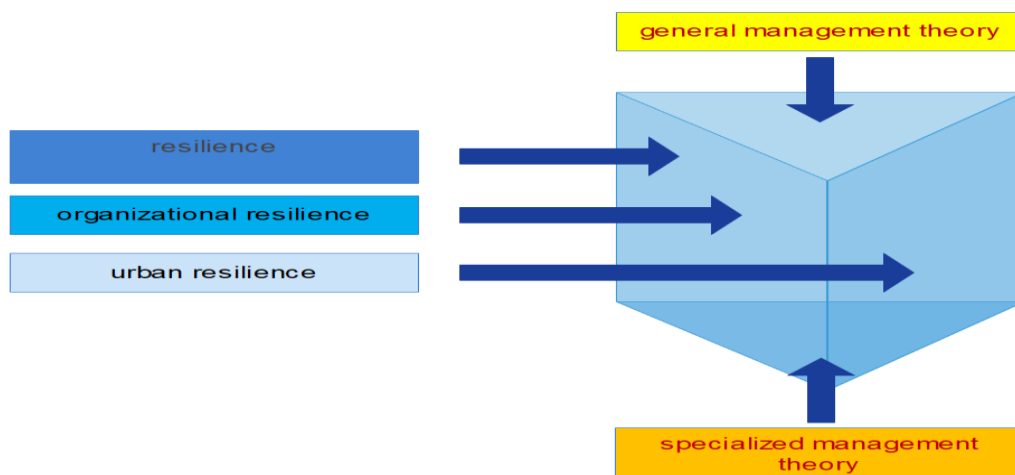 general management theory
resilience
organizational resilience
urban resilience
specialized management
theory